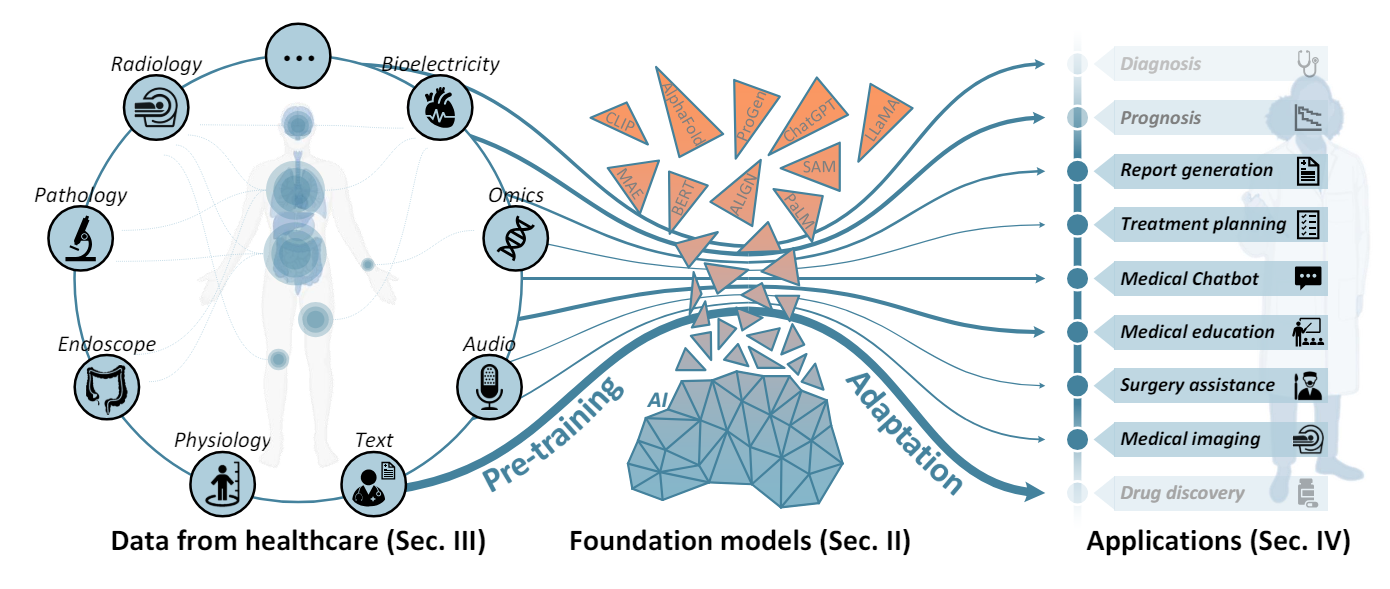 ...
Radiology
Bioelectricity
Pathology
Omics
Endoscope
Audio
Physiology
Text
Data from healthcare (Sec. III)
CLIP
AlphaFold
ProGen
ChatGPT
LLaMA
MAE
BERT
ALIGN
SAM
PaLM
AI
Pre-training
Adaptation
Foundation models (Sec. II)
Diagnosis
Prognosis
Report generation
Treatment planning
Medical Chatbot
Medical education
Surgery assistance
Medical imaging
Drug discovery
Applications (Sec. IV)